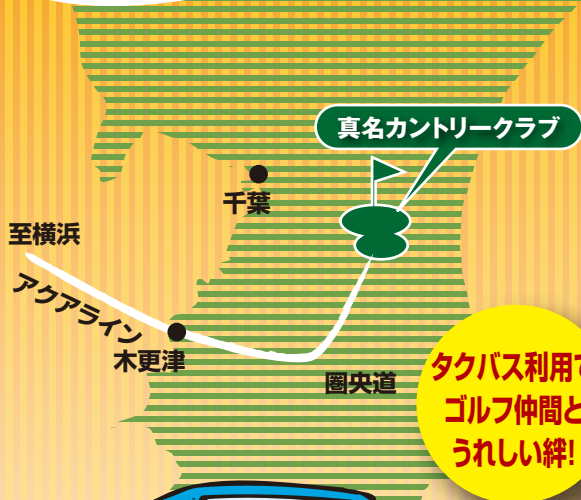 真名カントリークラブ
千葉
至横浜
アクアライン
木更津
圏央道
タクバス利用で
ゴルフ仲間と
うれしい絆!